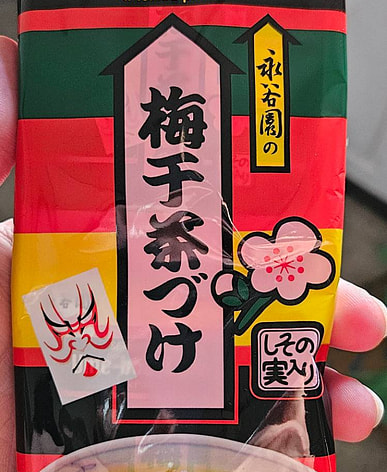 永谷園の
梅干茶づけ
しその
実入り